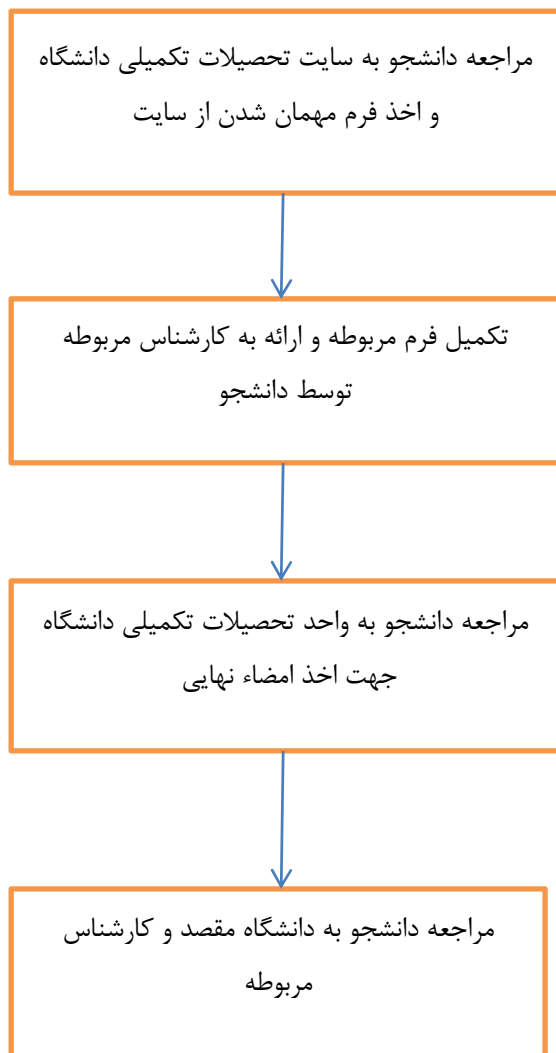 مراجعه دانشجو به سایت تحصیلات تکمیلی دانشگاه
و اخذ فرم مهمان شدن از سایت
تکمیل فرم مربوطه و ارائه به کارشناس مربوطه
توسط دانشجو
مراجعه دانشجو به واحد تحصیلات تکمیلی دانشگاه
جهت اخذ امضاء نهایی
مراجعه دانشجو به دانشگاه مقصد و کارشناس
مربوطه